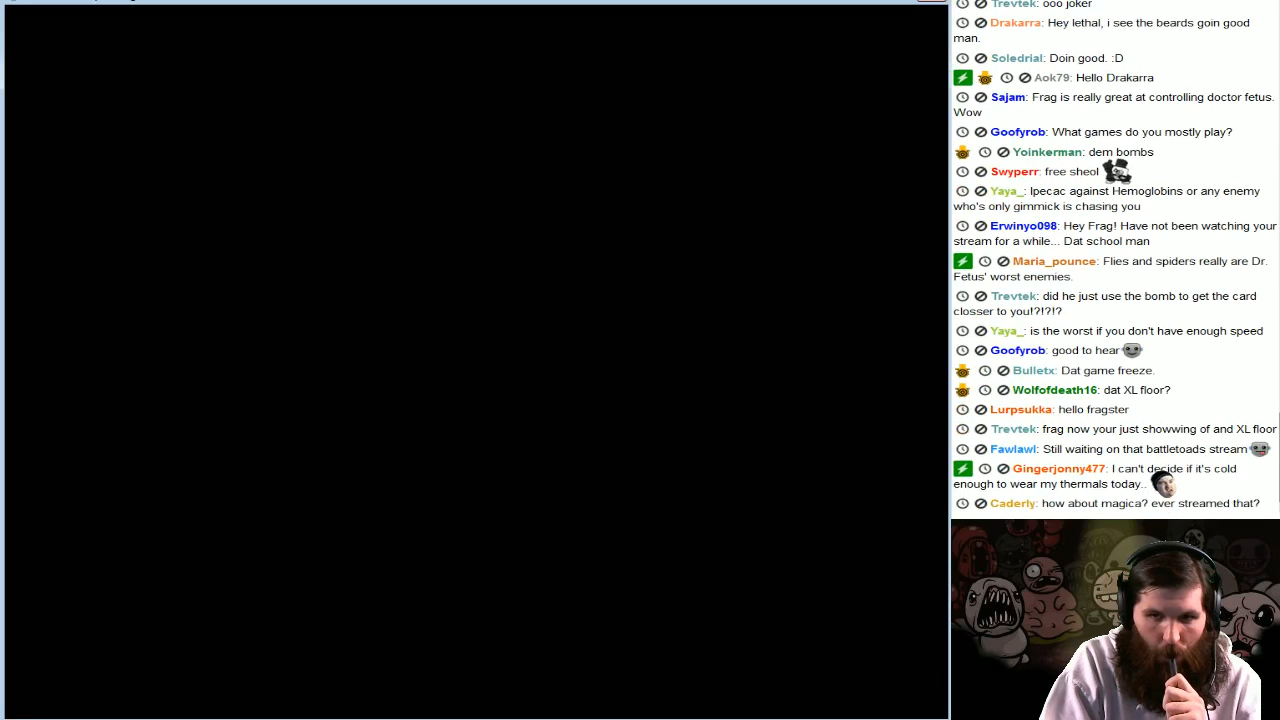 Trevtek: ooo joker
Drakarra: Hey lethal, i see the beards goin good
man.
Soledrial: Doin good. :D
Aok79: Hello Drakarra
Sajam: Frag is really great at controlling doctor fetus.
Wow
Goofyrob: What games do you mostly play?
Yoinkerman: dem bombs
Swyperr: free sheol
Yaya_: Ipecac against Hemoglobins or any enemy
who's only gimmick is chasing you
Erwinyo098: Hey Frag! Have not been watching your
stream for a while... Dat school man
Maria_pounce: Flies and spiders really are Dr.
Fetus' worst enemies.
Trevtek: did he just use the bomb to get the card
closser to you!?!?!?
Yaya_: is the worst if you don't have enough speed
Goofyrob: good to hear
Bulletx: Dat game freeze.
Wolfofdeath16: dat XL floor?
Lurpsukka: hello fragster
Trevtek: frag now your just showwing of and XL floor
Fawlawl: Still waiting on that battletoads stream
Gingerjonny477: I can't decide if it's cold
enough to wear my thermals today..
Caderly: how about magica? ever streamed that?